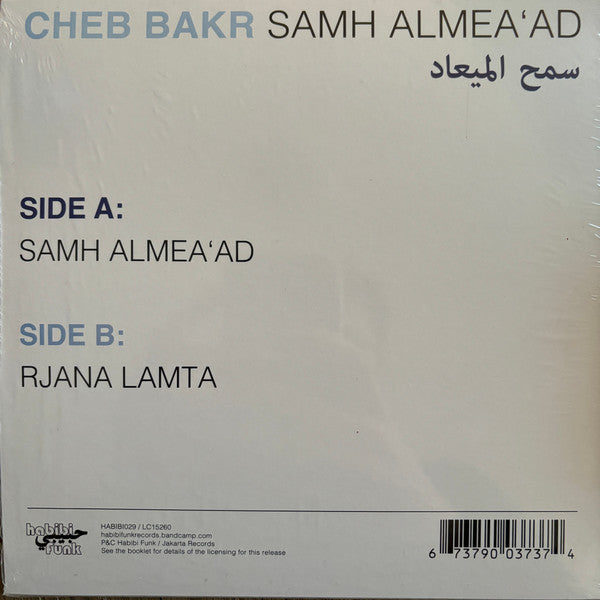 CHEB BAKR SAMH ALMEA‘AD
سمح الميعاد
SIDE A:
SAMH ALMEA‘AD
SIDE B:
RJANA LAMTA
habibi
حبيبي
funk
HABIBI029 / LC15260
habibifunkrecords.bandcamp.com
P&C Habibi Funk / Jakarta Records
See the booklet for details of the licensing for this release
6 73790 03737 4